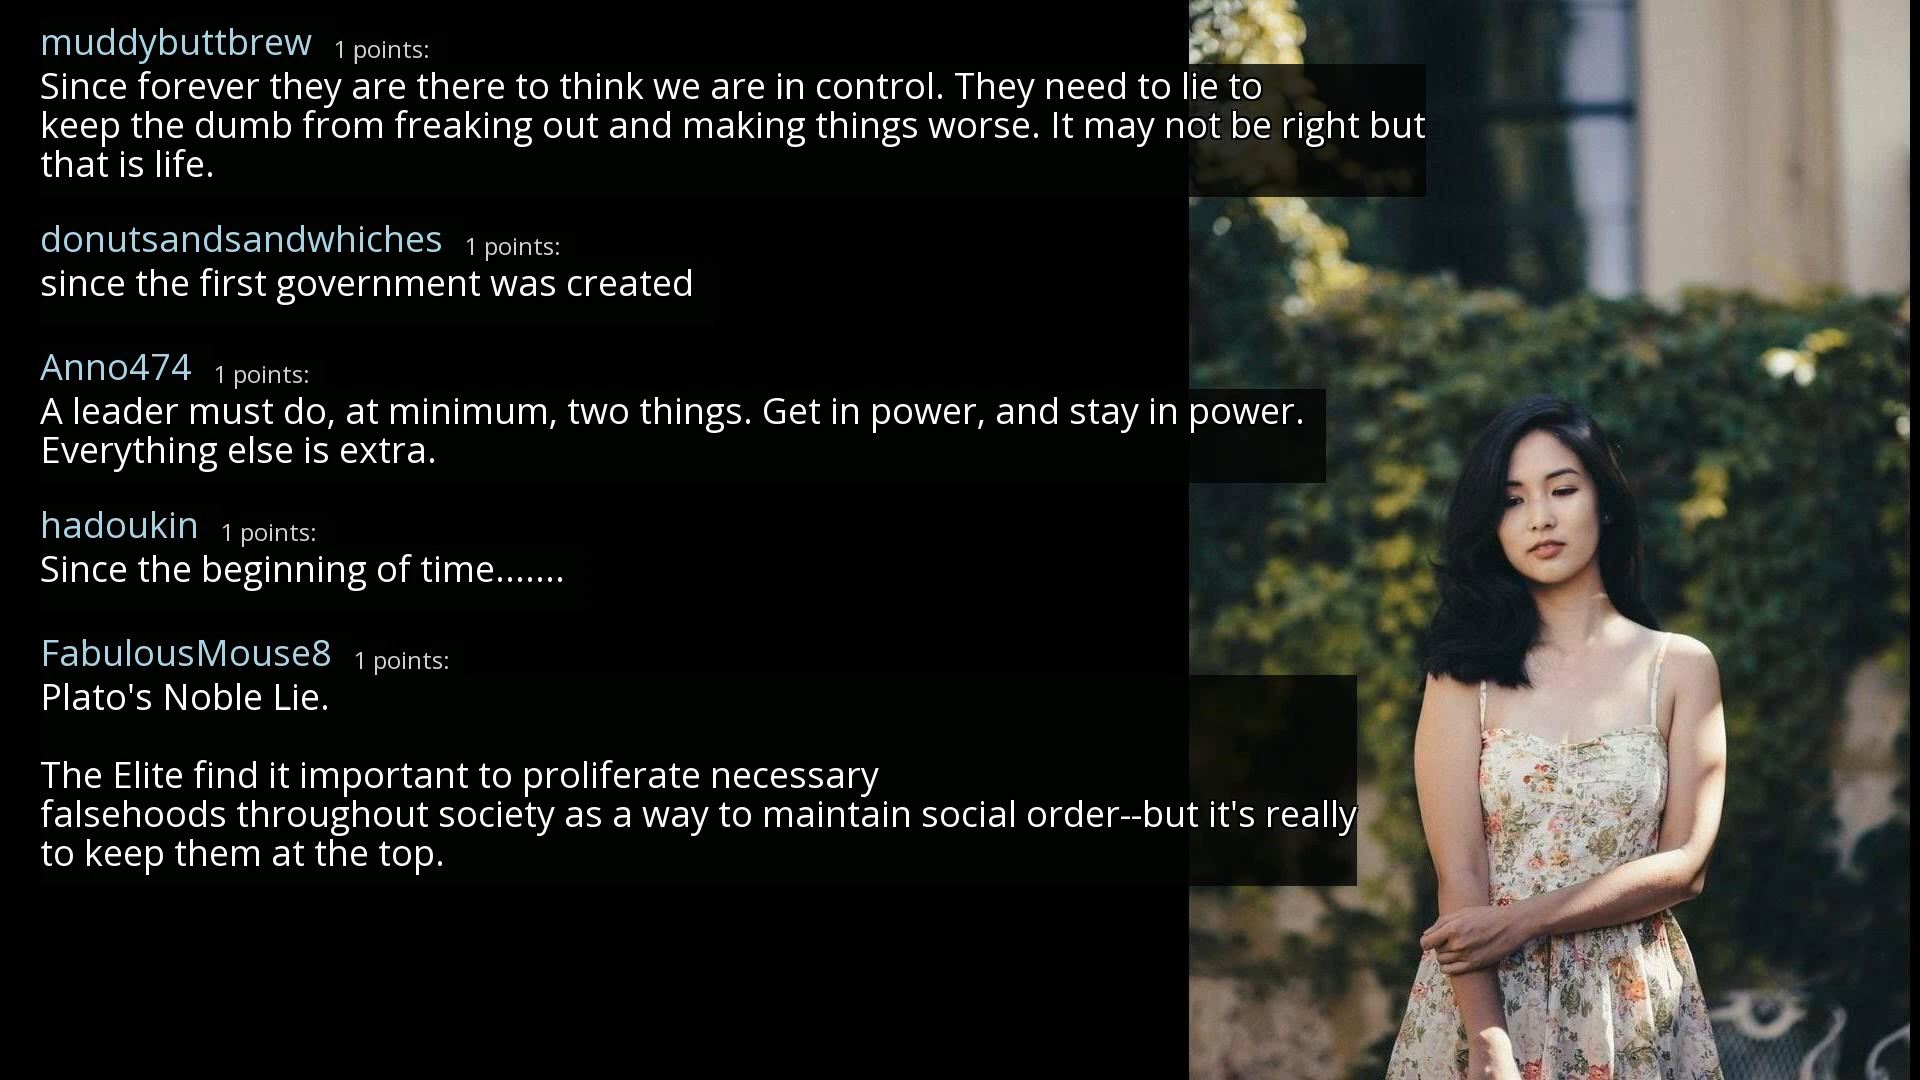 muddybuttbrew 1 points:
Since forever they are there to think we are in control. They need to lie to
keep the dumb from freaking out and making things worse. It may not be right but
that is life.
donutsandsandwhiches 1 points:
since the first government was created
Anno474 1 points:
A leader must do, at minimum, two things. Get in power, and stay in power.
Everything else is extra.
hadoukin 1 points:
Since the beginning of time.......
FabulousMouse8 1 points:
Plato's Noble Lie.
The Elite find it important to proliferate necessary
falsehoods throughout society as a way to maintain social order--but it's really
to keep them at the top.